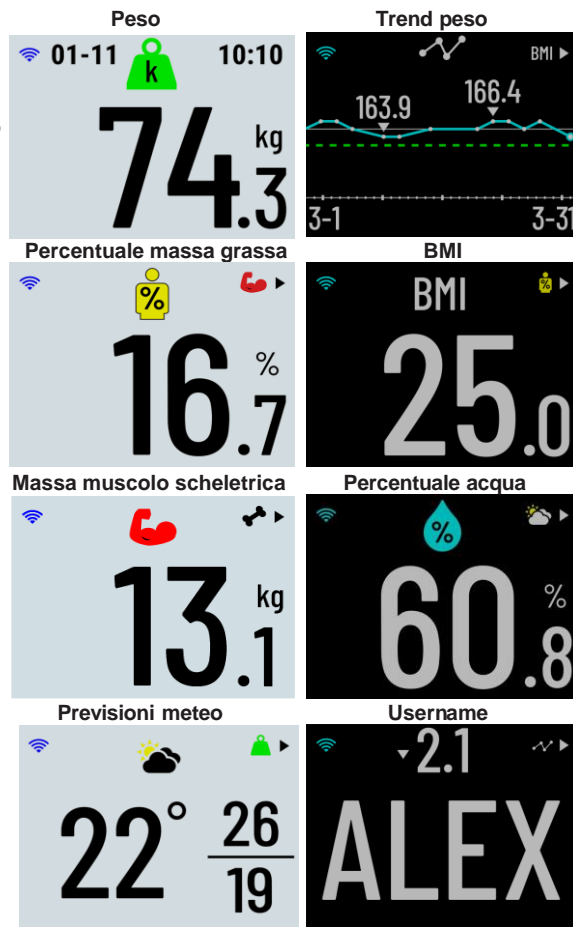 Peso
01-11 k 10:10
74.3 kg
Trend peso
BMI
163.9 166.4
3-1 3-31
Percentuale massa grassa
%
16.7 %
BMI
%
BMI
25.0
Massa muscolo scheletrica
13.1 kg
Percentuale acqua
%
60.8 %
Previsioni meteo
22° 26
19
Username
2.1
ALEX